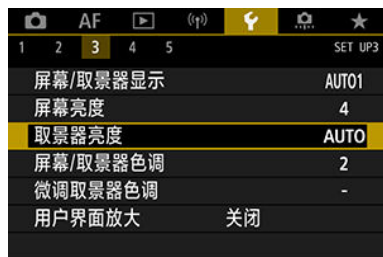 AF
1 2 3 4 5 SET UP3
屏幕/取景器显示 AUTO1
屏幕亮度 4
取景器亮度 AUTO
屏幕/取景器色调 2
微调取景器色调 -
用户界面放大 关闭